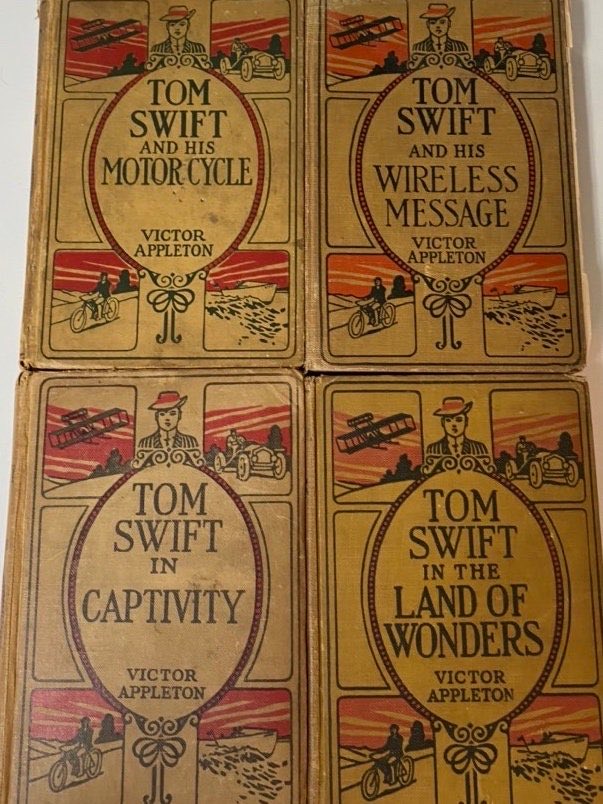 TOM
SWIFT
AND HIS
MOTOR CYCLE
VICTOR
APPLETON
TOM
SWIFT
AND HIS
WIRELESS
MESSAGE
VICTOR
APPLETON
TOM
SWIFT
IN
CAPTIVITY
VICTOR
APPLETON
TOM
SWIFT
IN THE
LAND OF
WONDERS
VICTOR
APPLETON